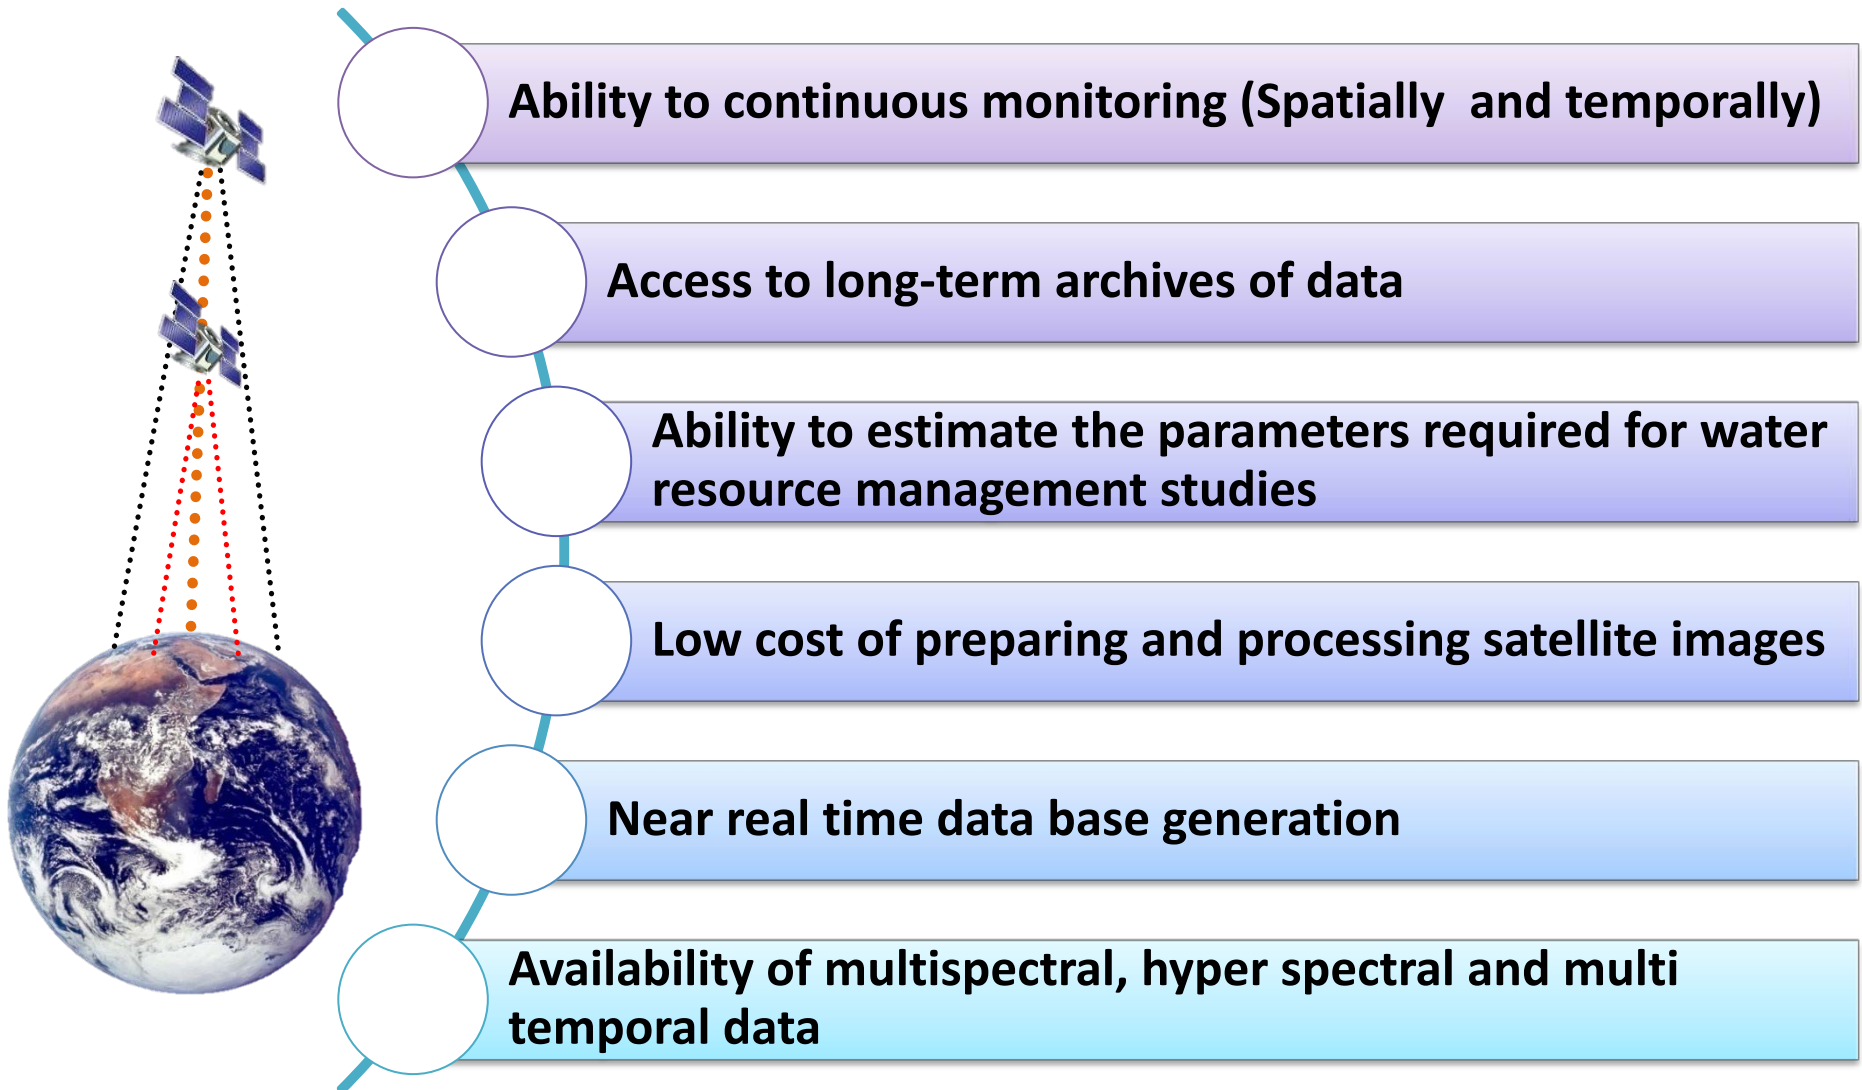 Ability to continuous monitoring (Spatially  and temporally)
Access to long-term archives of data
Ability to estimate the parameters required for water
resource management studies
Low cost of preparing and processing satellite images
Near real time data base generation
Availability of multispectral, hyper spectral and multi
temporal data